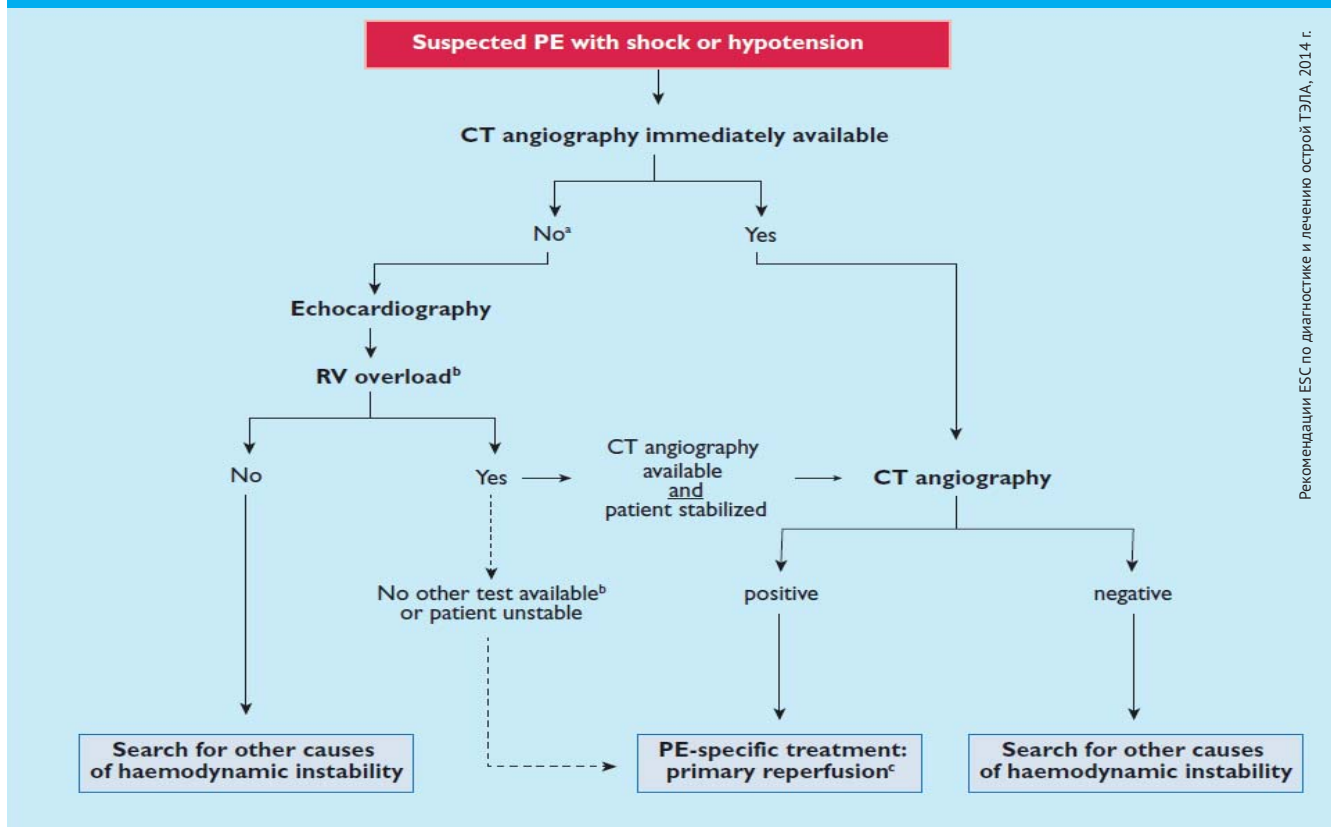 Suspected PE with shock or hypotension
CT angiography immediately available
Noᵃ
Yes
Echocardiography
RV overloadᵇ
No
Yes
CT angiography
available
and
patient stabilized
CT angiography
No other test availableᵇ
or patient unstable
positive
negative
Search for other causes
of haemodynamic instability
PE-specific treatment:
primary reperfusionᶜ
Search for other causes
of haemodynamic instability
Рекомендации ESC по диагностике и лечению острой ТЭЛА, 2014 г.